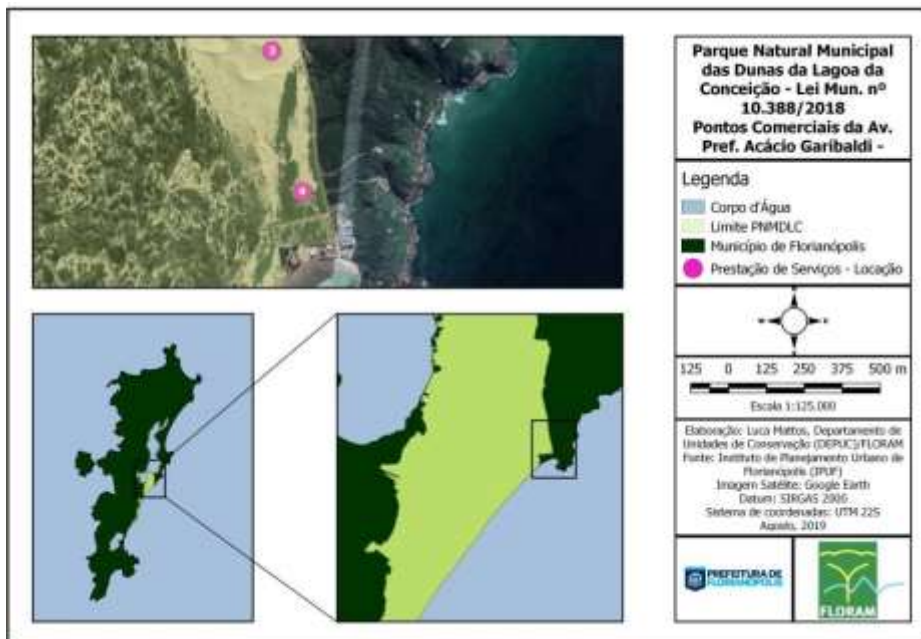 3
4
Parque Natural Municipal
das Dunas da Lagoa da
Conceição - Lei Mun. nº
10.388/2018
Pontos Comerciais da Av.
Pref. Acácio Garibaldi -
Legenda
Corpo d'Água
Limite PNMDLC
Município de Florianópolis
Prestação de Serviços - Locação
125 0 125 250 375 500 m
Escala 1:125.000
Elaboração: Luca Mattos, Departamento de
Unidades de Conservação (DEPUC)/FLORAM
Fonte: Instituto de Planejamento Urbano de
Florianópolis (IPUF)
Imagem Satélite: Google Earth
Datum: SIRGAS 2000
Sistema de coordenadas: UTM 22S
Agosto, 2019
PREFEITURA DE
FLORIANÓPOLIS
FLORAM